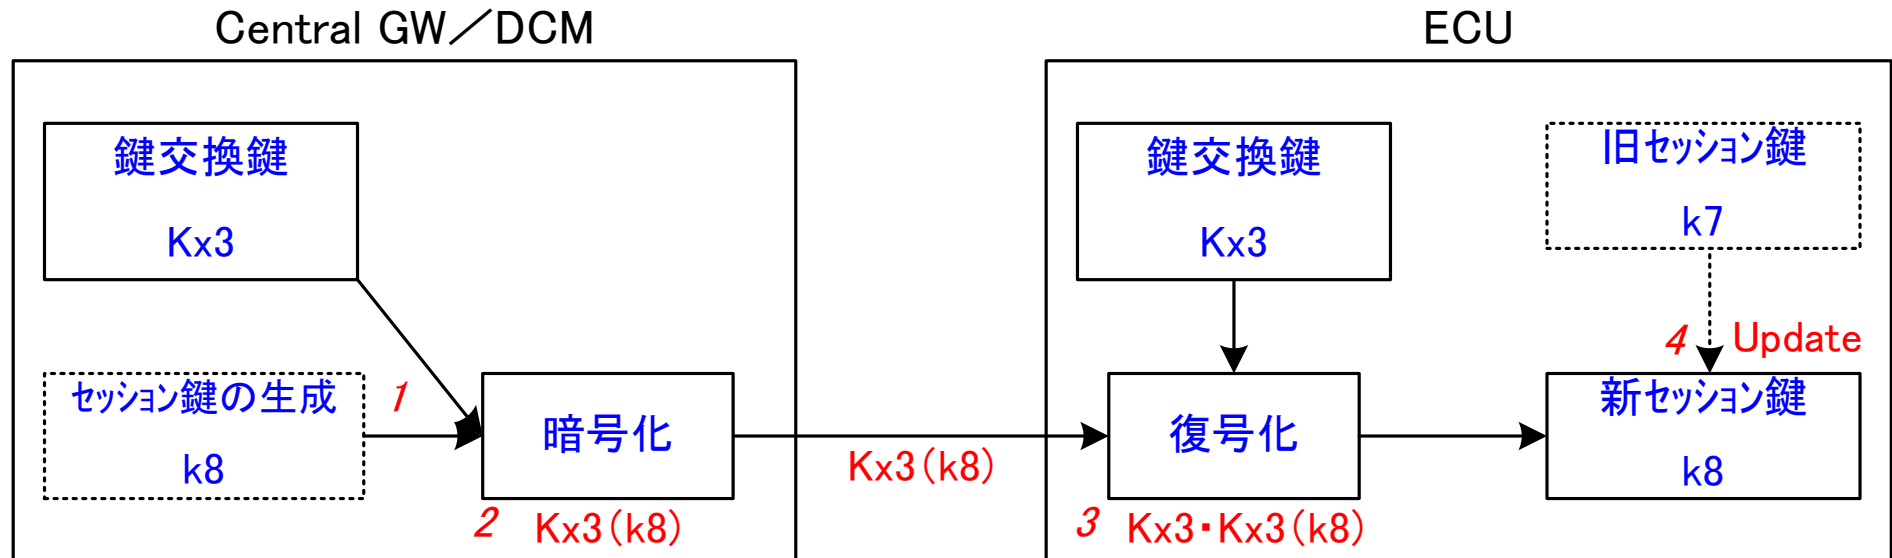 Central GW／DCM
鍵交換鍵
Kx3
セッション鍵の生成
k8
1
暗号化
2 Kx3(k8)
Kx3(k8)
ECU
鍵交換鍵
Kx3
旧セッション鍵
k7
4 Update
復号化
3 Kx3・Kx3(k8)
新セッション鍵
k8